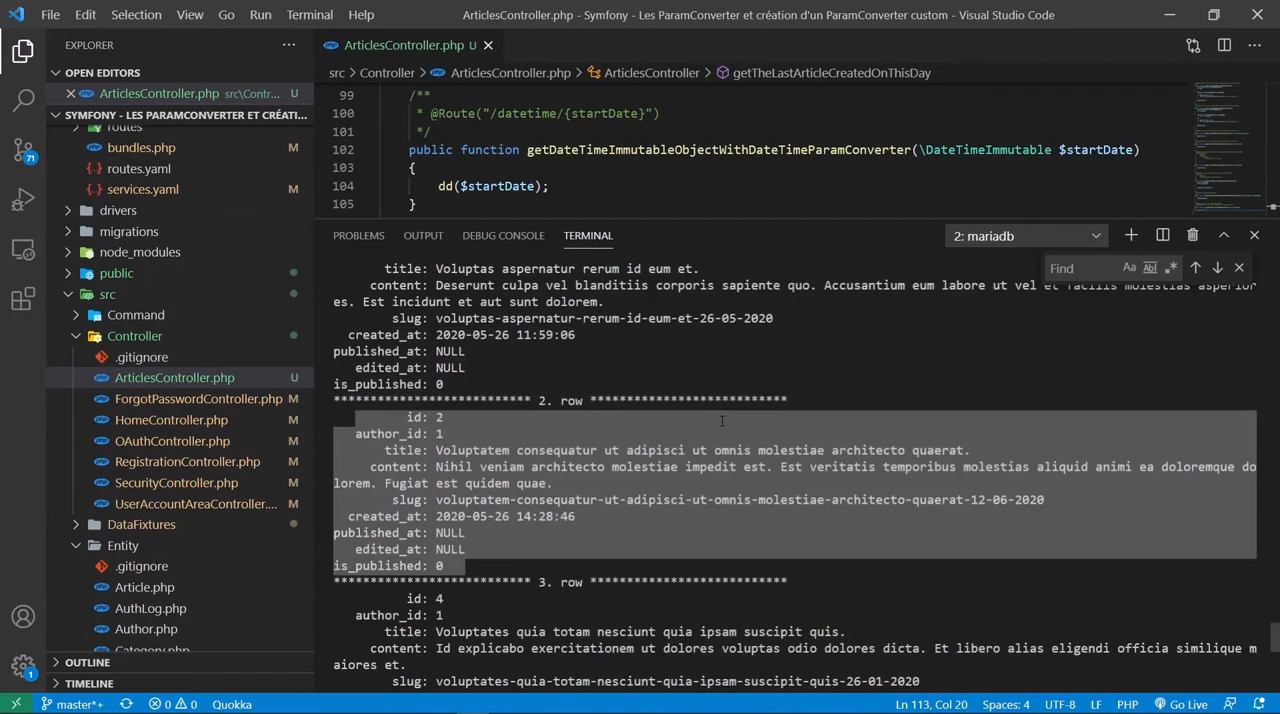 File Edit Selection View Go Run Terminal Help ArticlesController.php - Symfony - Les ParamConverter et création d'un ParamConverter custom - Visual Studio Code
EXPLORER
OPEN EDITORS
ArticlesController.php src\Contr... U
SYMFONY - LES PARAMCONVERTER ET CRÉATI...
routes
bundles.php M
routes.yaml
services.yaml M
drivers
migrations
node_modules
public
src
Command
Controller
.gitignore
ArticlesController.php U
ForgotPasswordController.php M
HomeController.php M
OAuthController.php M
RegistrationController.php M
SecurityController.php M
UserAccountAreaController.... M
DataFixtures
Entity
.gitignore
Article.php
AuthLog.php
Author.php
Category.php
OUTLINE
TIMELINE
71
1
ArticlesController.php U
src > Controller > ArticlesController.php > ArticlesController > getTheLastArticleCreatedOnThisDay
99 /**
100 * @Route("/datetime/{startDate}")
101 */
102 public function getDateTimeImmutableObjectWithDateTimeParamConverter(\DateTimeImmutable $startDate)
103 {
104 dd($startDate);
105 }
PROBLEMS OUTPUT DEBUG CONSOLE TERMINAL 2: mariadb
Find Aa Abl .*
title: Voluptas aspernatur rerum id eum et.
content: Deserunt culpa vel blanditiis corporis sapiente quo. Accusantium eum labore ut vel et facilis molestias asperior
es. Est incidunt et aut sunt dolorem.
slug: voluptas-aspernatur-rerum-id-eum-et-26-05-2020
created_at: 2020-05-26 11:59:06
published_at: NULL
edited_at: NULL
is_published: 0
*************************** 2. row ***************************
id: 2
author_id: 1
title: Voluptatem consequatur ut adipisci ut omnis molestiae architecto quaerat.
content: Nihil veniam architecto molestiae impedit est. Est veritatis temporibus molestias aliquid animi ea doloremque do
lorem. Fugiat est quidem quae.
slug: voluptatem-consequatur-ut-adipisci-ut-omnis-molestiae-architecto-quaerat-12-06-2020
created_at: 2020-05-26 14:28:46
published_at: NULL
edited_at: NULL
is_published: 0
*************************** 3. row ***************************
id: 4
author_id: 1
title: Voluptates quia totam nesciunt quia ipsam suscipit quis.
content: Id explicabo exercitationem ut dolores voluptas odio dolores dicta. Et libero alias eligendi officia similique m
aiores et.
slug: voluptates-quia-totam-nesciunt-quia-ipsam-suscipit-quis-26-01-2020
master*+ 0 0 Quokka Ln 113, Col 20 Spaces: 4 UTF-8 LF PHP Go Live